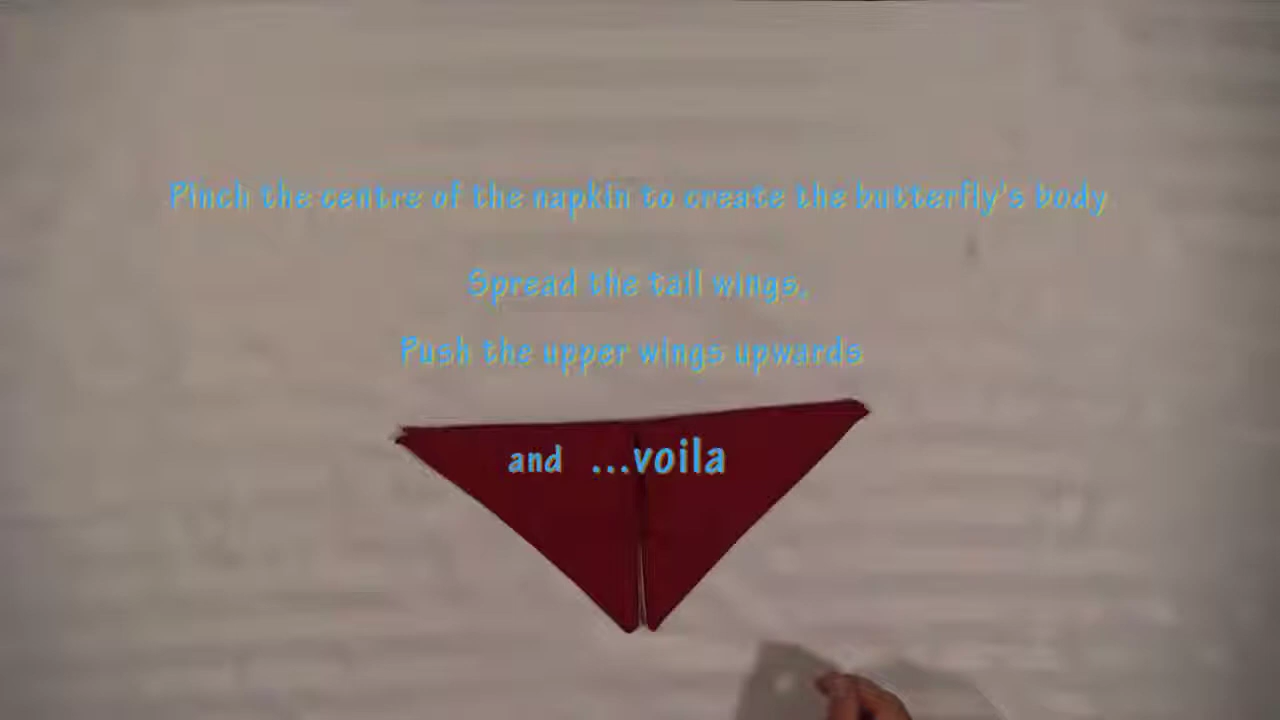 Pinch the centre of the napkin to create the butterfly's body
Spread the tail wings,
Push the upper wings upwards
and ...voila